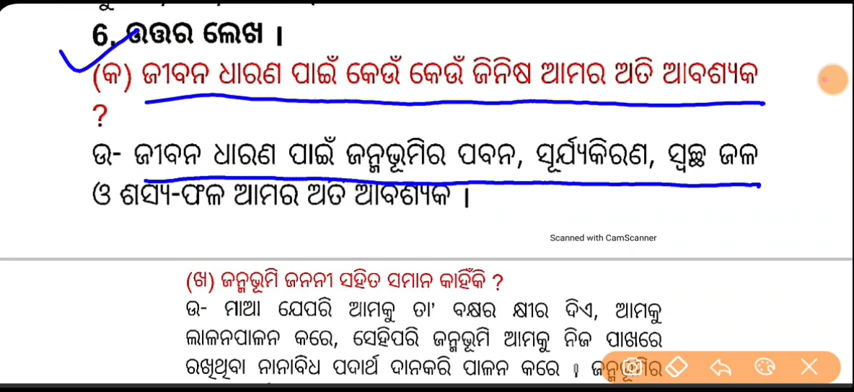 6. ଉତ୍ତର ଲେଖ ।
(କ) ଜୀବନ ଧାରଣ ପାଇଁ କେଉଁ କେଉଁ ଜିନିଷ ଆମର ଅତି ଆବଶ୍ୟକ
?
ଉ- ଜୀବନ ଧାରଣ ପାଇଁ ଜନ୍ମଭୂମିର ପବନ, ସୂର୍ଯ୍ୟକିରଣ, ସ୍ୱଚ୍ଛ ଜଳ
ଓ ଶସ୍ୟ-ଫଳ ଆମର ଅତି ଆବଶ୍ୟକ ।
Scanned with CamScanner
(ଖ) ଜନ୍ମଭୂମି ଜନନୀ ସହିତ ସମାନ କାହିଁକି ?
ଉ- ମାଆ ଯେପରି ଆମକୁ ତା' ବକ୍ଷର କ୍ଷୀର ଦିଏ, ଆମକୁ
ଲାଳନପାଳନ କରେ, ସେହିପରି ଜନ୍ମଭୂମି ଆମକୁ ନିଜ ପାଖରେ
ରଖିଥିବା ନାନାବିଧ ପଦାର୍ଥ ଦାନକରି ପାଳନ କରେ । ଜନ୍ମଭୂମିର